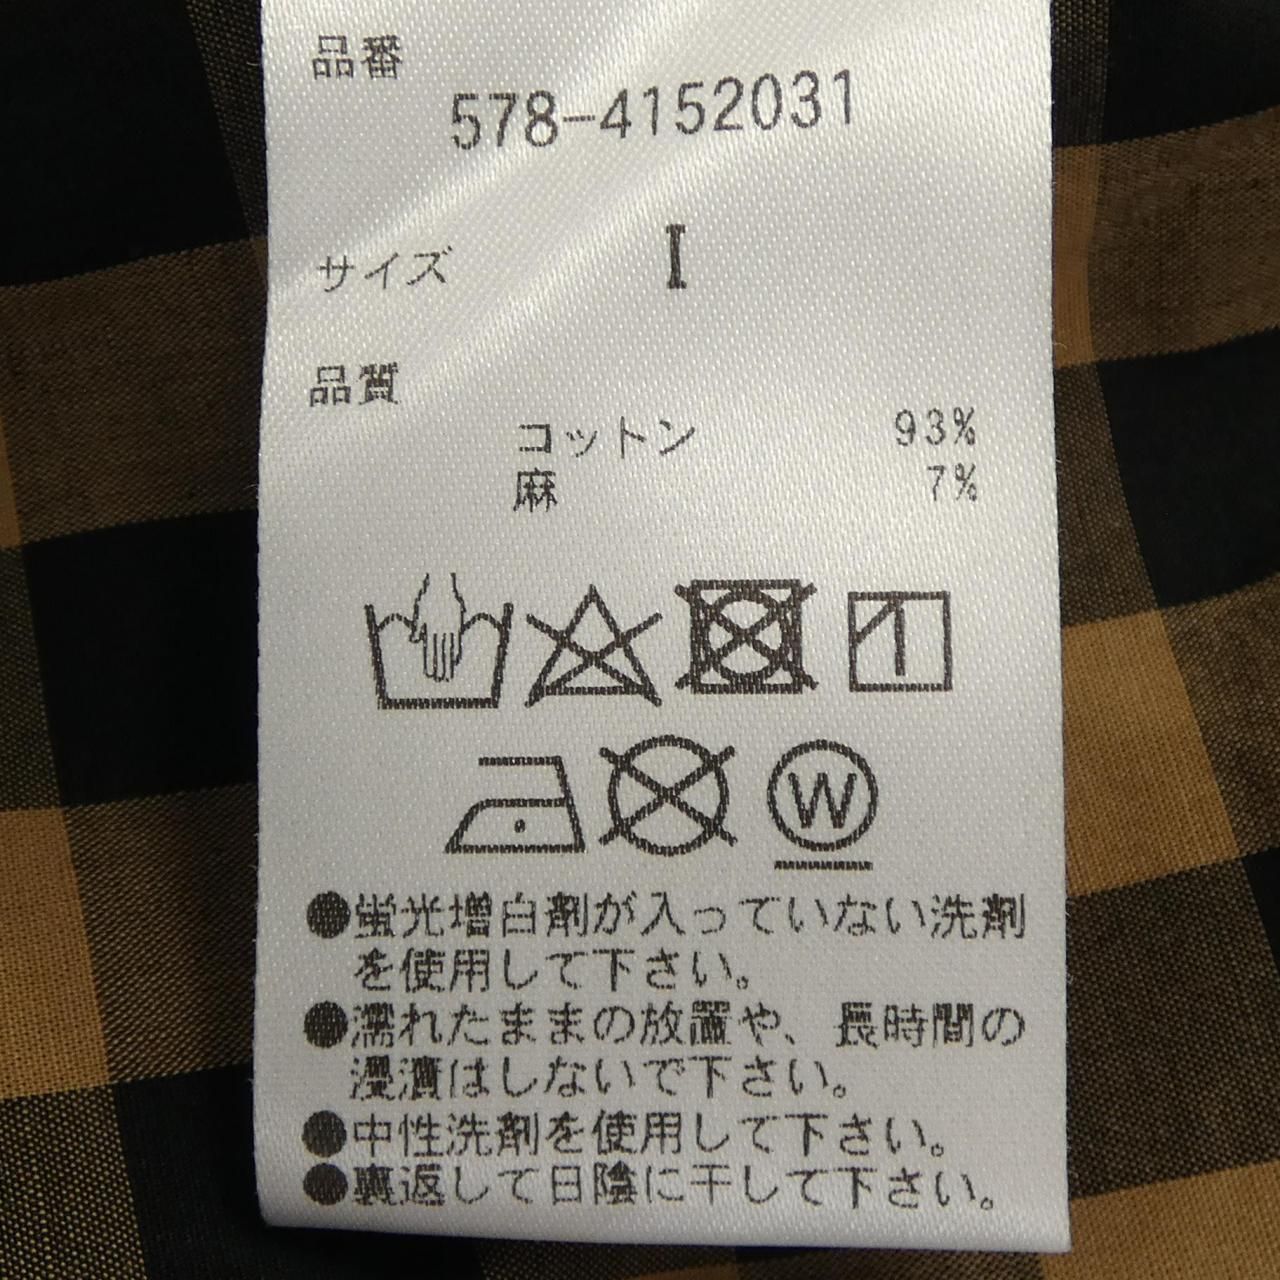 品番
578-4152031
サイズ I
品質
コットン 93%
麻 7%
W
●蛍光増白剤が入っていない洗剤
を使用して下さい。
●濡れたままの放置や、長時間の
浸漬はしないで下さい。
●中性洗剤を使用して下さい。
●裏返して日陰に干して下さい。